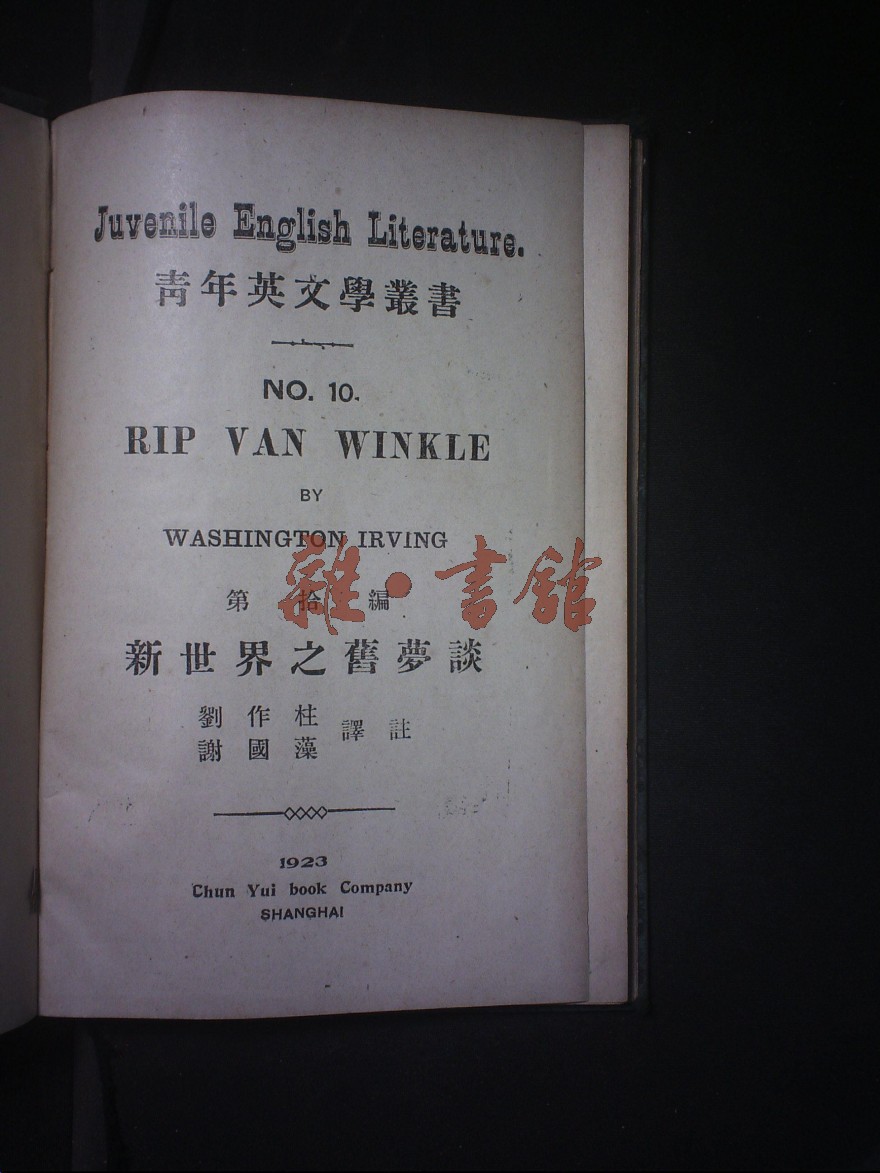 Juvenile English Literature.
青年英文學叢書
NO. 10.
RIP VAN WINKLE
BY
WASHINGTON IRVING
第拾編
雜·書館
新世界之舊夢談
劉作柱
謝國藻
譯註
1923
Chun Yui book Company
SHANGHAI